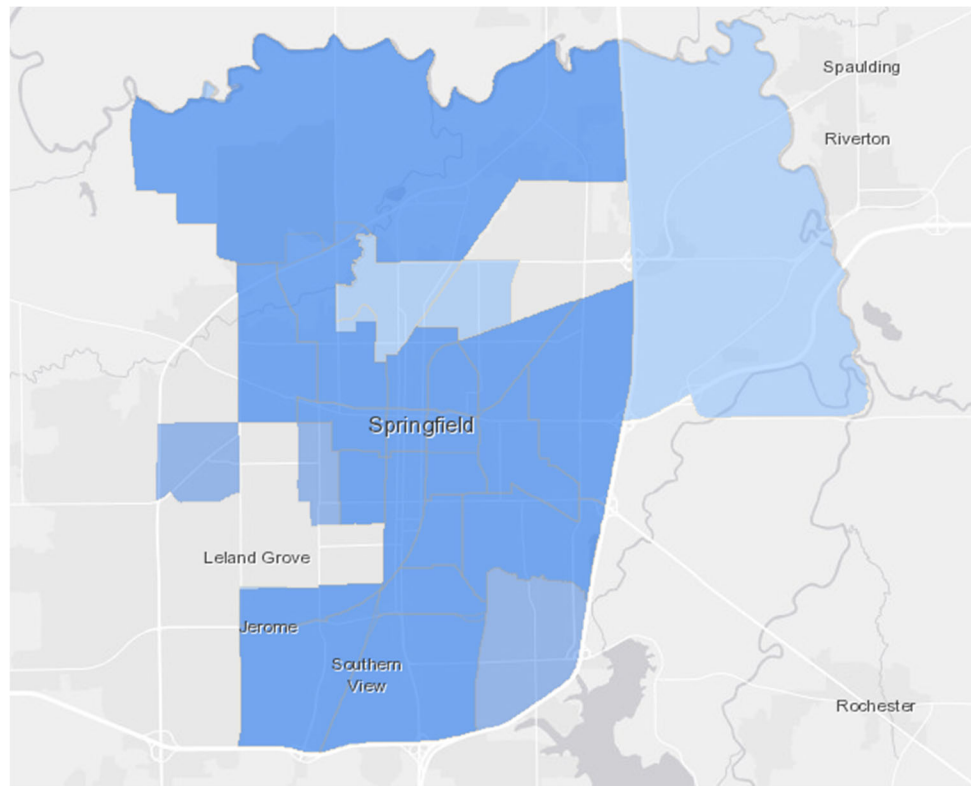 Spaulding
Riverton
Springfield
Leland Grove
Jerome
Southern
View
Rochester